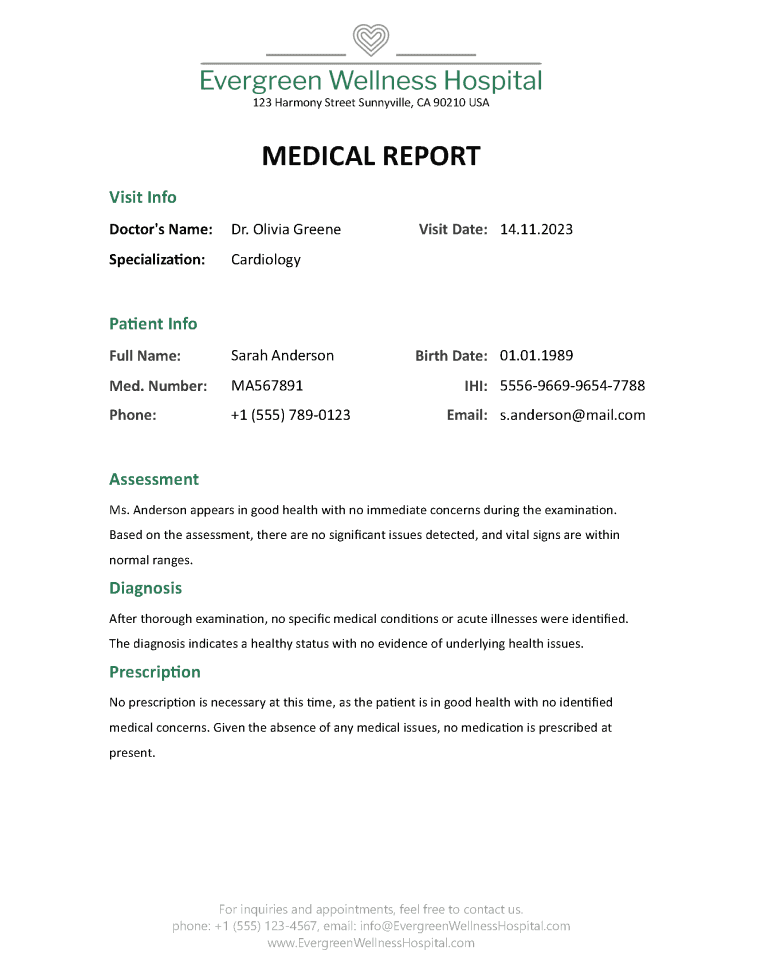 Evergreen Wellness Hospital
123 Harmony Street Sunnyville, CA 90210 USA
MEDICAL REPORT
Visit Info
Doctor's Name: Dr. Olivia Greene Visit Date: 14.11.2023
Specialization: Cardiology
Patient Info
Full Name: Sarah Anderson Birth Date: 01.01.1989
Med. Number: MA567891 IHI: 5556-9669-9654-7788
Phone: +1 (555) 789-0123 Email: s.anderson@mail.com
Assessment
Ms. Anderson appears in good health with no immediate concerns during the examination.
Based on the assessment, there are no significant issues detected, and vital signs are within
normal ranges.
Diagnosis
After thorough examination, no specific medical conditions or acute illnesses were identified.
The diagnosis indicates a healthy status with no evidence of underlying health issues.
Prescription
No prescription is necessary at this time, as the patient is in good health with no identified
medical concerns. Given the absence of any medical issues, no medication is prescribed at
present.
For inquiries and appointments, feel free to contact us.
phone: +1 (555) 123-4567, email: info@EvergreenWellnessHospital.com
www.EvergreenWellnessHospital.com